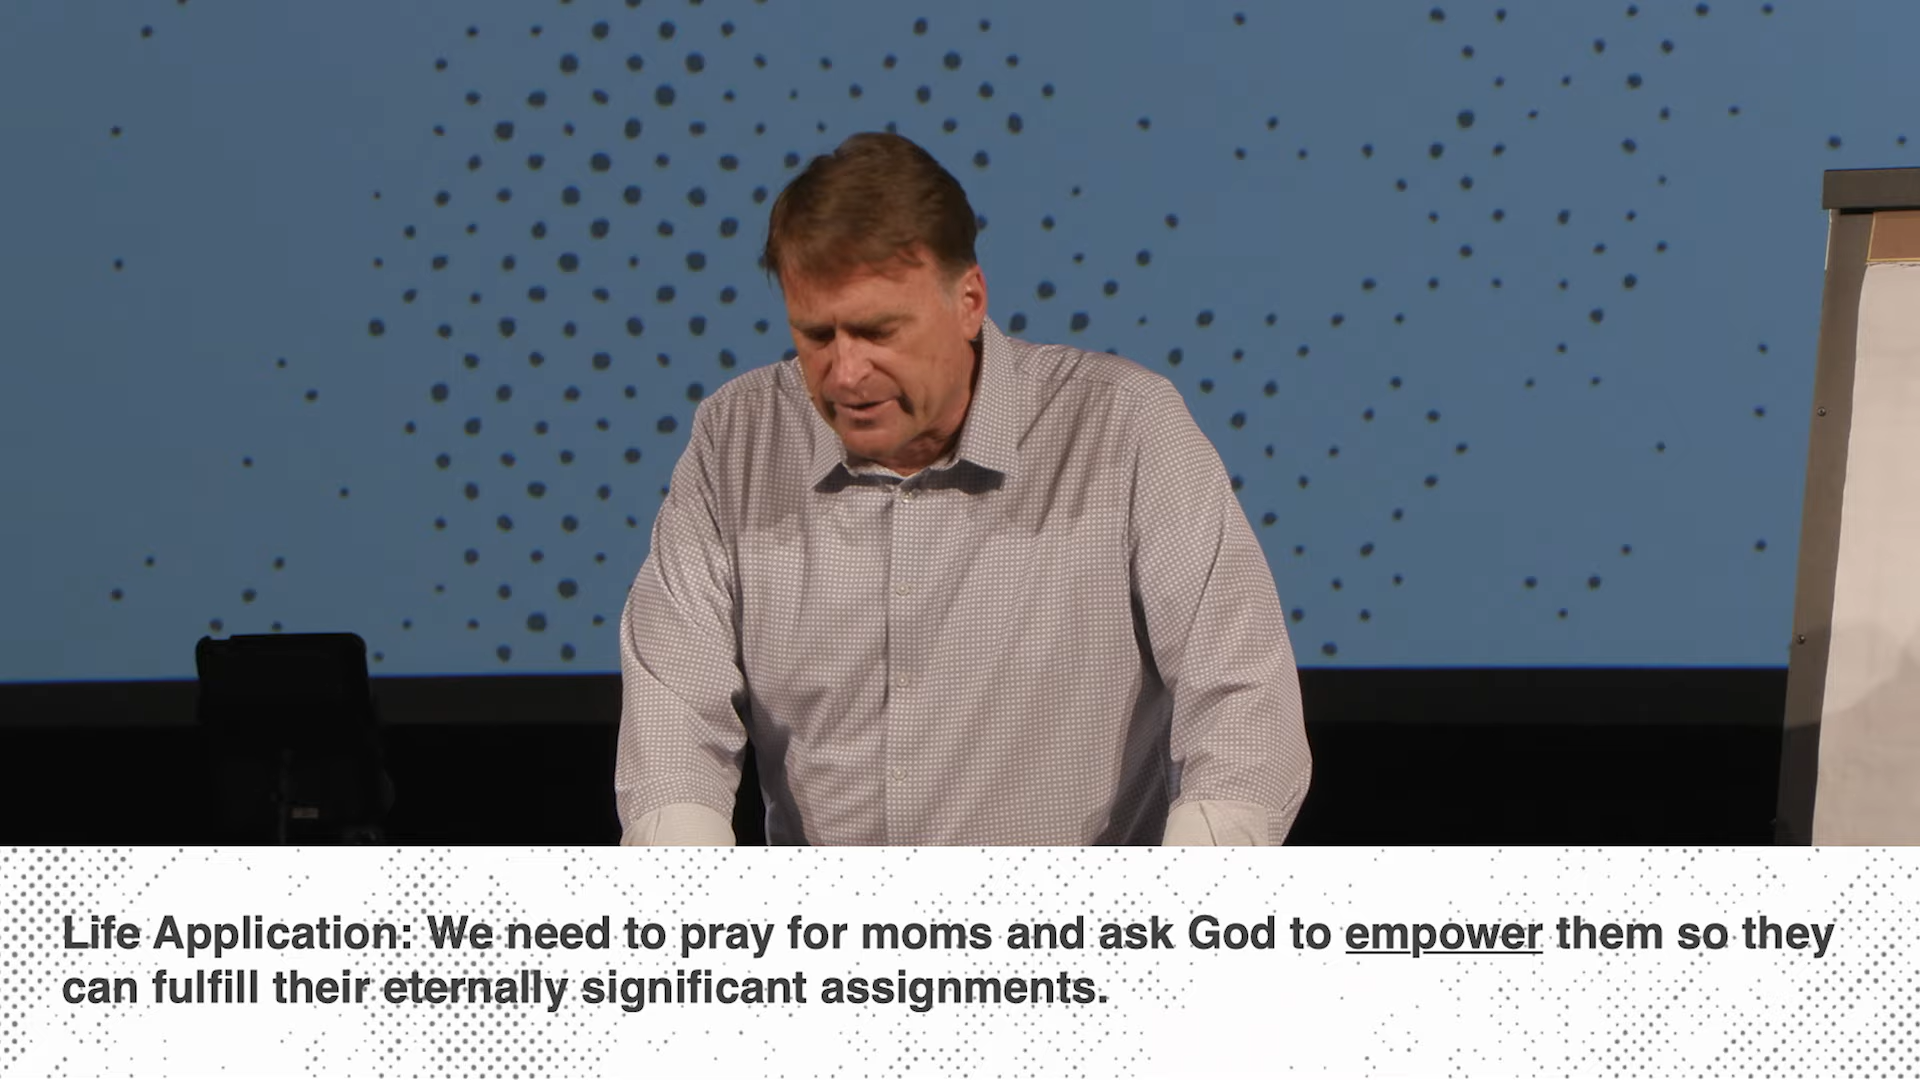 Life Application: We need to pray for moms and ask God to empower them so they
can fulfill their eternally significant assignments.